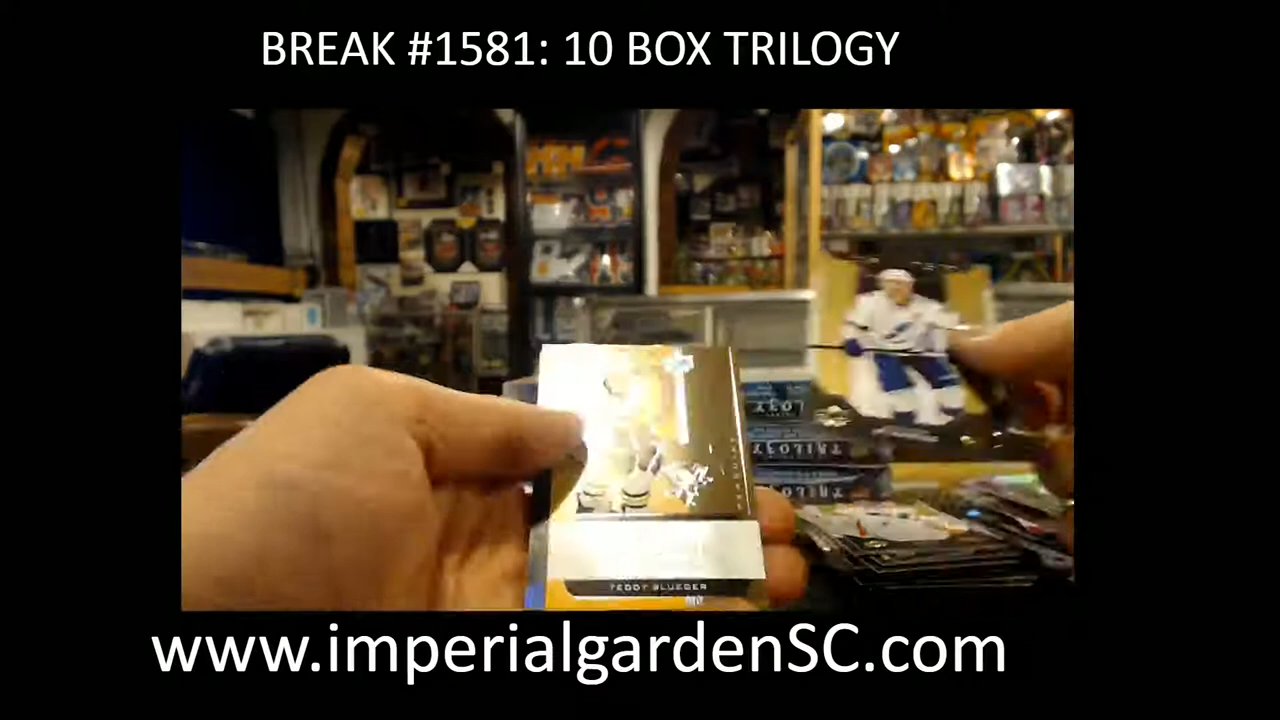 BREAK #1581: 10 BOX TRILOGY
TRILOGY
TRILOGY
TEDDY BLUEGER
www.imperialgardenSC.com